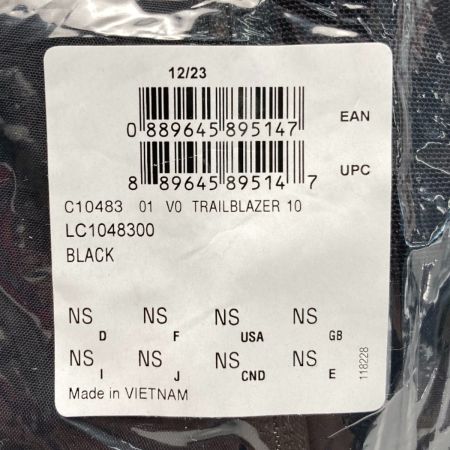 12/23
0 889645 895147
EAN
8 89645 89514 7
UPC
C10483 01 V0 TRAILBLAZER 10
LC1048300
BLACK
NS D NS F NS USA NS GB
NS I NS J NS CND NS E
118228
Made in VIETNAM